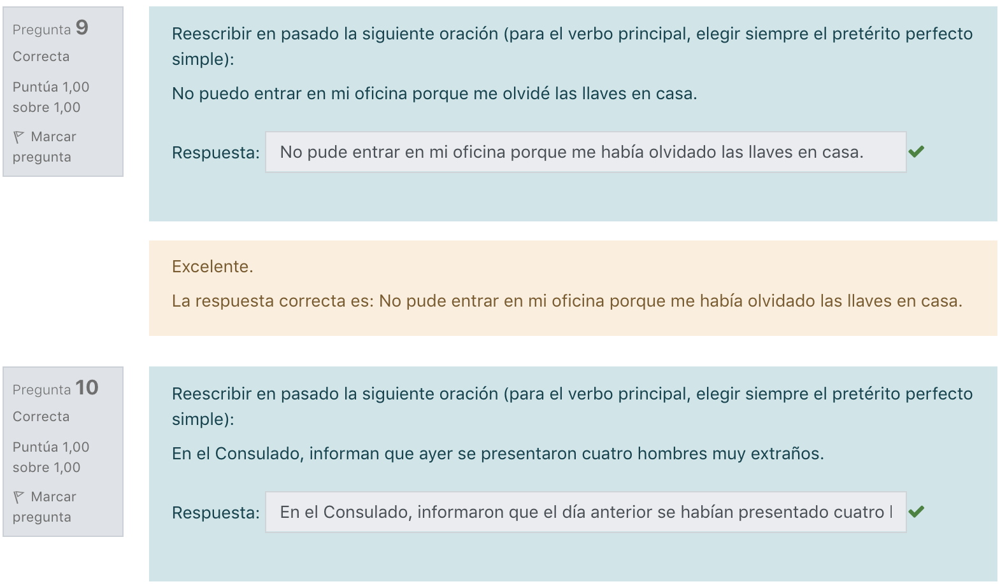 Pregunta 9
Correcta
Puntúa 1,00
sobre 1,00
Marcar
pregunta
Reescribir en pasado la siguiente oración (para el verbo principal, elegir siempre el pretérito perfecto
simple):
No puedo entrar en mi oficina porque me olvidé las llaves en casa.
Respuesta: No pude entrar en mi oficina porque me había olvidado las llaves en casa.
Excelente.
La respuesta correcta es: No pude entrar en mi oficina porque me había olvidado las llaves en casa.
Pregunta 10
Correcta
Puntúa 1,00
sobre 1,00
Marcar
pregunta
Reescribir en pasado la siguiente oración (para el verbo principal, elegir siempre el pretérito perfecto
simple):
En el Consulado, informan que ayer se presentaron cuatro hombres muy extraños.
Respuesta: En el Consulado, informaron que el día anterior se habían presentado cuatro